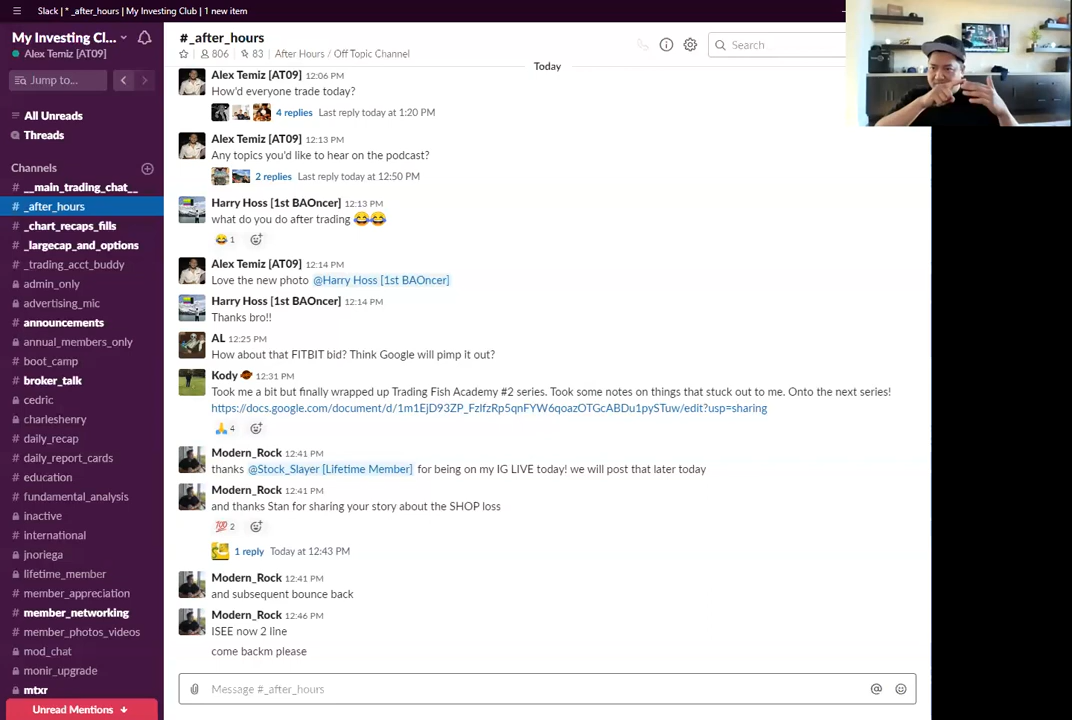 Slack | * _after_hours | My Investing Club | 1 new item
My Investing Cl...
Alex Temiz [AT09]
Jump to...
All Unreads
Threads
Channels
# __main_trading_chat__
# _after_hours
# _chart_recaps_fills
# _largecap_and_options
# _trading_acct_buddy
admin_only
# advertising_mic
# announcements
annual_members_only
boot_camp
# broker_talk
cedric
charleshenry
# daily_recap
# daily_report_cards
# education
# fundamental_analysis
inactive
# international
jnoriega
lifetime_member
# member_appreciation
# member_networking
# member_photos_videos
mod_chat
monir_upgrade
mtxr
Unread Mentions
#_after_hours
806
83
After Hours / Off Topic Channel
Search
Today
Alex Temiz [AT09] 12:06 PM
How'd everyone trade today?
4 replies Last reply today at 1:20 PM
Alex Temiz [AT09] 12:13 PM
Any topics you'd like to hear on the podcast?
2 replies Last reply today at 12:50 PM
Harry Hoss [1st BAOncer] 12:13 PM
what do you do after trading 😂😂
😂 1
Alex Temiz [AT09] 12:14 PM
Love the new photo @Harry Hoss [1st BAOncer]
Harry Hoss [1st BAOncer] 12:14 PM
Thanks bro!!
AL 12:25 PM
How about that FITBIT bid? Think Google will pimp it out?
Kody 12:31 PM
Took me a bit but finally wrapped up Trading Fish Academy #2 series. Took some notes on things that stuck out to me. Onto the next series!
https://docs.google.com/document/d/1m1EjD93ZP_FzIfzRp5qnFYW6qoazOTGcABDu1pySTuw/edit?usp=sharing
🙏 4
Modern_Rock 12:41 PM
thanks @Stock_Slayer [Lifetime Member] for being on my IG LIVE today! we will post that later today
Modern_Rock 12:41 PM
and thanks Stan for sharing your story about the SHOP loss
💯 2
1 reply Today at 12:43 PM
Modern_Rock 12:41 PM
and subsequent bounce back
Modern_Rock 12:46 PM
ISEE now 2 line
come backm please
Message #_after_hours